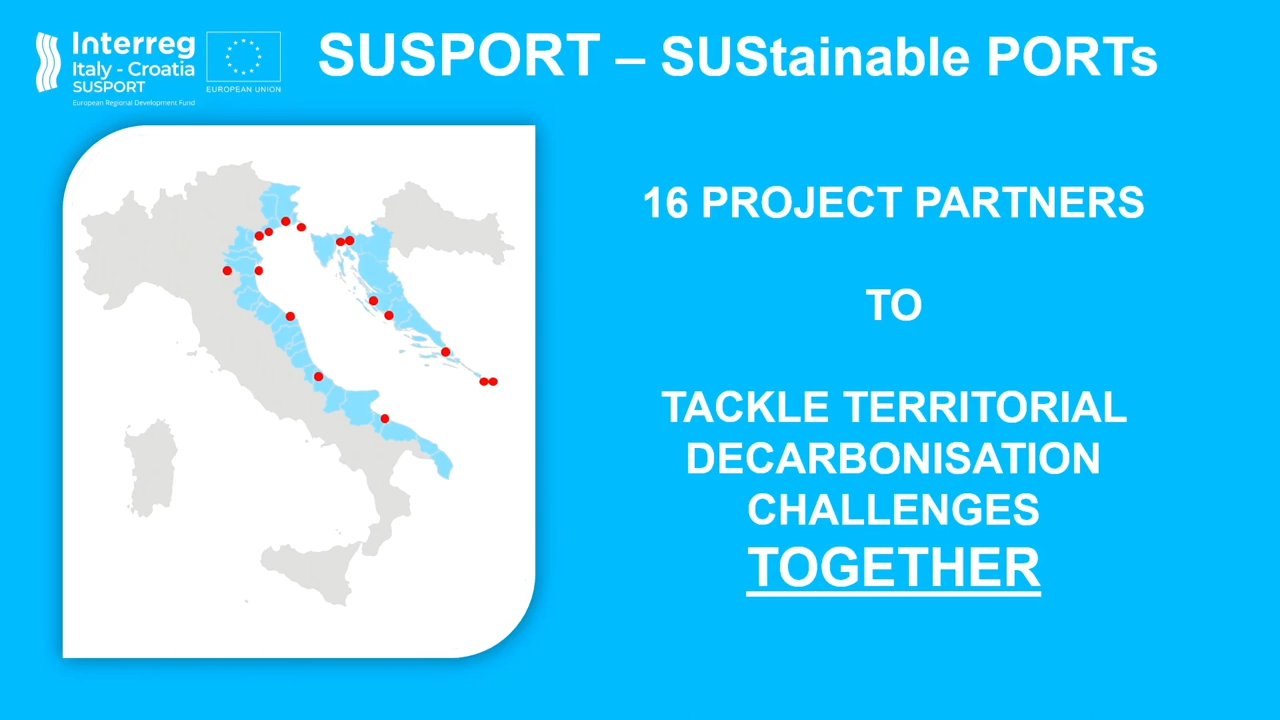 Interreg
Italy - Croatia
SUSPORT
European Regional Development Fund
EUROPEAN UNION
SUSPORT – SUStainable PORTs
16 PROJECT PARTNERS
TO
TACKLE TERRITORIAL
DECARBONISATION
CHALLENGES
TOGETHER